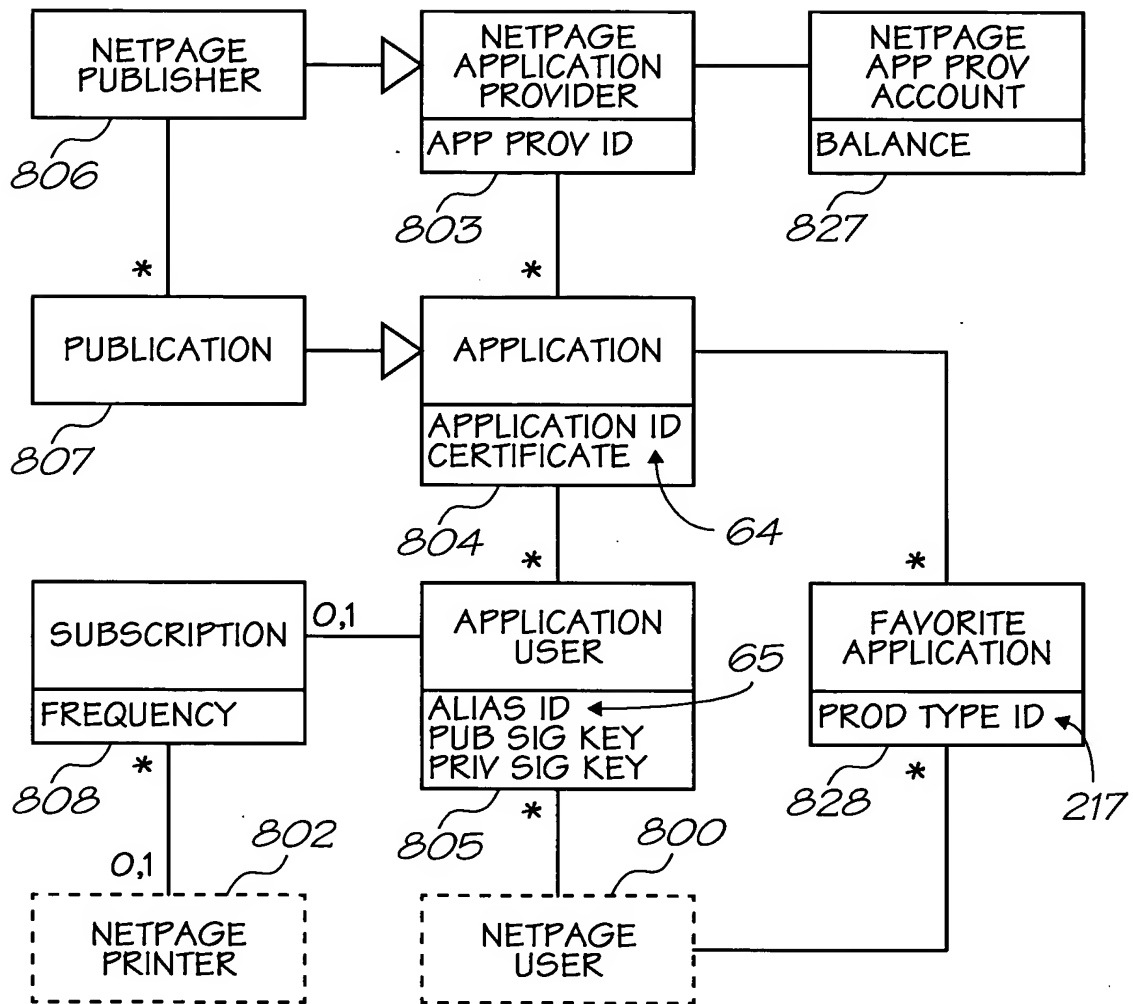 NETPAGE
PUBLISHER
806
NETPAGE
APPLICATION
PROVIDER
APP PROV ID
803
NETPAGE
APP PROV
ACCOUNT
BALANCE
827
*
*
PUBLICATION
807
APPLICATION
APPLICATION ID
CERTIFICATE
804
64
*
*
SUBSCRIPTION
FREQUENCY
808
0,1
APPLICATION
USER
ALIAS ID
PUB SIG KEY
PRIV SIG KEY
805
65
FAVORITE
APPLICATION
PROD TYPE ID
828
217
*
*
*
802
800
0,1
NETPAGE
PRINTER
NETPAGE
USER